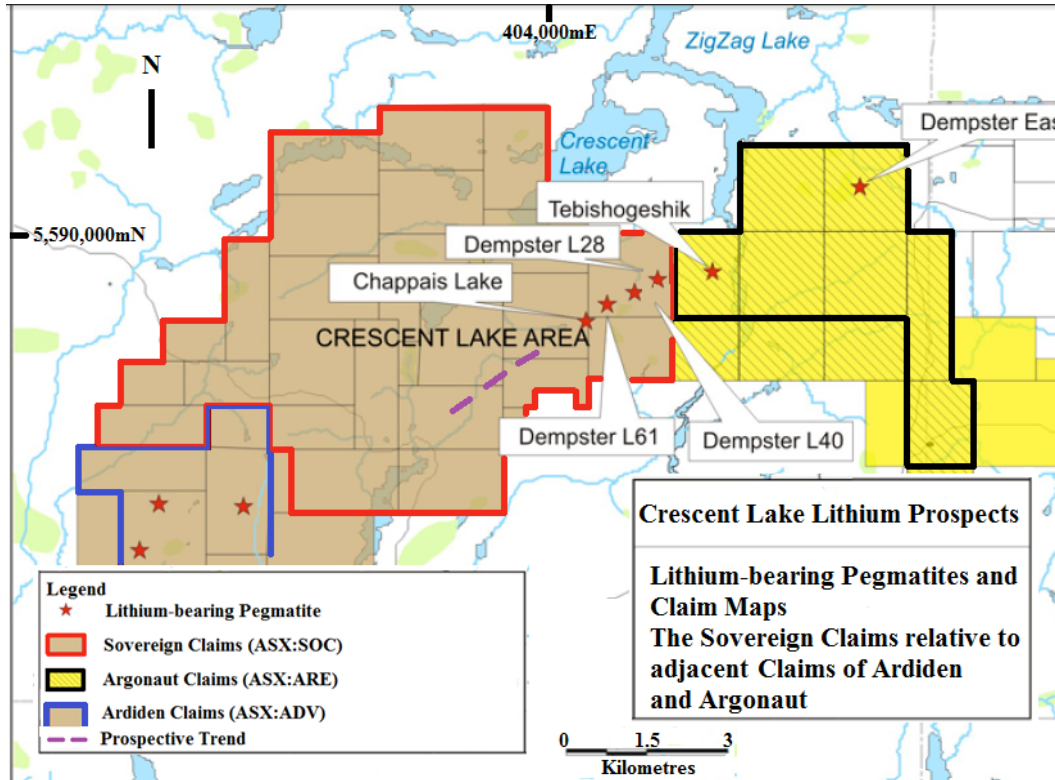 404,000mE
ZigZag Lake
N
Dempster Eas
Crescent
Lake
Tebishogeshik
5,590,000mN
Dempster L28
Chappais Lake
CRESCENT LAKE AREA
Dempster L61
Dempster L40
Crescent Lake Lithium Prospects
Lithium-bearing Pegmatites and
Claim Maps
The Sovereign Claims relative to
adjacent Claims of Ardiden
and Argonaut
Legend
Lithium-bearing Pegmatite
Sovereign Claims (ASX:SOC)
Argonaut Claims (ASX:ARE)
Ardiden Claims (ASX:ADV)
Prospective Trend
0 1.5 3
Kilometres